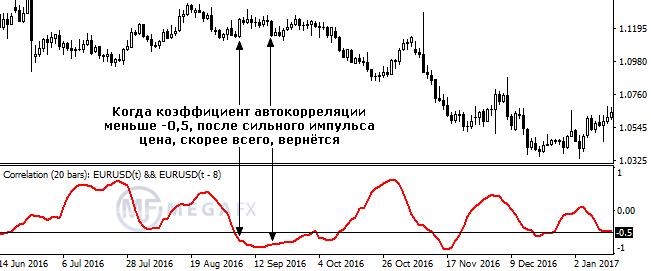 1.1195
1.0980
1.0760
Когда коэффициент автокорреляции
меньше -0,5, после сильного импульса
цена, скорее всего, вернётся
1.0545
1.0325
Correlation (20 bars): EURUSD(t) && EURUSD(t - 8)
1
MF MEGAFX
0.00
-0.5
-1
14 Jun 2016 6 Jul 2016 28 Jul 2016 19 Aug 2016 12 Sep 2016 4 Oct 2016 26 Oct 2016 17 Nov 2016 9 Dec 2016 2 Jan 2017